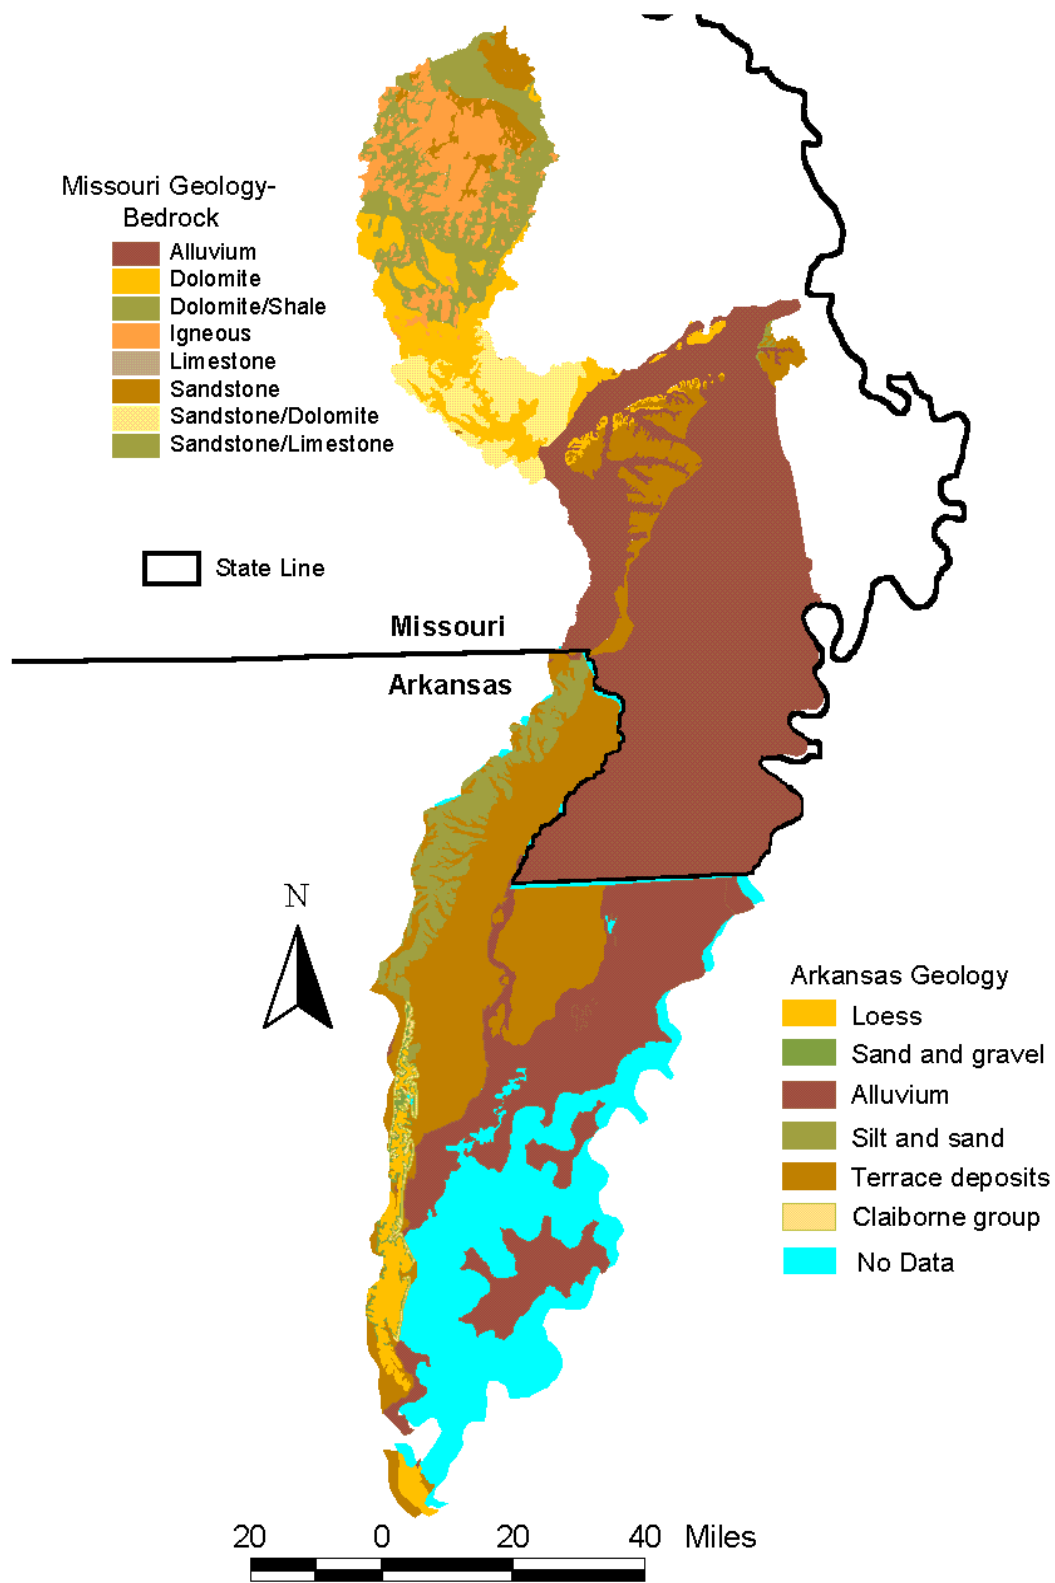 Missouri Geology-
Bedrock
Alluvium
Dolomite
Dolomite/Shale
Igneous
Limestone
Sandstone
Sandstone/Dolomite
Sandstone/Limestone
State Line
Missouri
Arkansas
N
Arkansas Geology
Loess
Sand and gravel
Alluvium
Silt and sand
Terrace deposits
Claiborne group
No Data
20 0 20 40 Miles